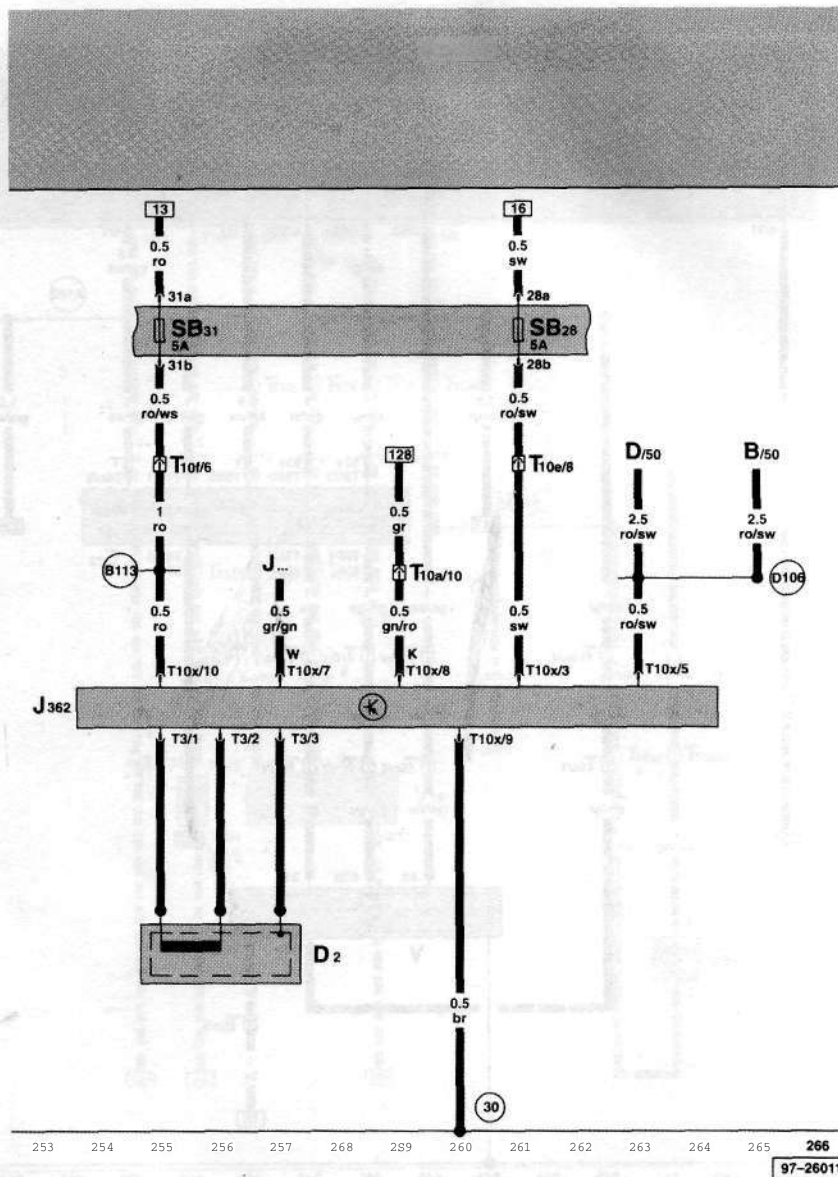 13 16
0.5 0.5
ro sw
31a 28a
SB31 SB28
5A 5A
31b 28b
0.5 0.5
ro/ws ro/sw
128 D/50 B/50
T10f/6 T10e/8
1 0.5 2.5 2.5
ro gr ro/sw ro/sw
B113 J... T10a/10 D106
0.5 0.5 0.5 0.5 0.5
ro gr/gn gn/ro sw ro/sw
W K
T10x/10 T10x/7 T10x/8 T10x/3 T10x/5
J362 K
T3/1 T3/2 T3/3 T10x/9
D2
0.5
br
30
253 254 255 256 257 268 2S9 260 261 262 263 264 265 266
97-26011